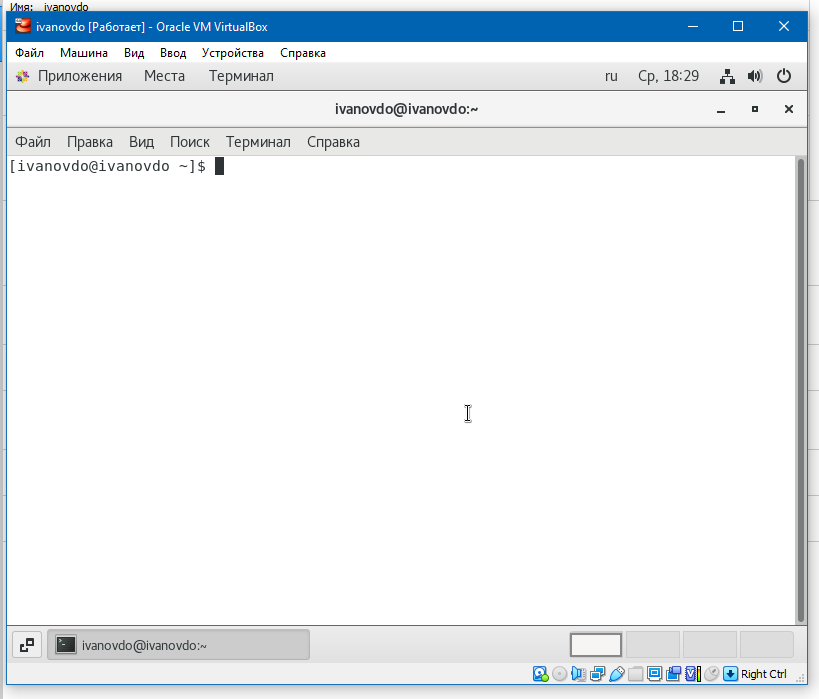 Имя: ivanovdo
ivanovdo [Работает] - Oracle VM VirtualBox
Файл Машина Вид Ввод Устройства Справка
Приложения Места Терминал ru Ср, 18:29
ivanovdo@ivanovdo:~
Файл Правка Вид Поиск Терминал Справка
[ivanovdo@ivanovdo ~]$
ivanovdo@ivanovdo:~
Right Ctrl